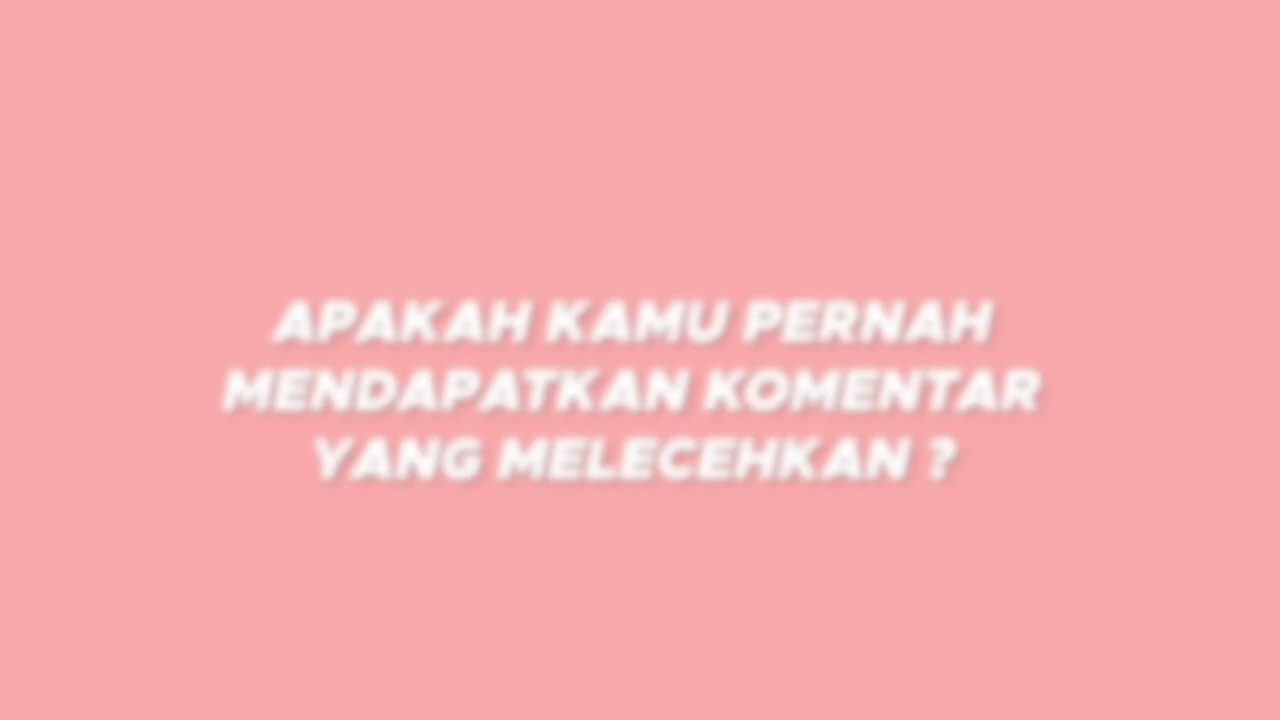 APAKAH KAMU PERNAH
MENDAPATKAN KOMENTAR
YANG MELECEHKAN ?